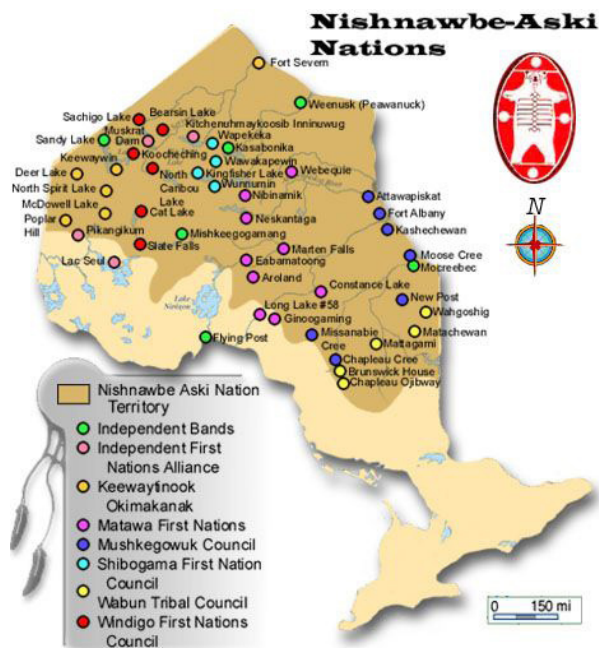 Nishnawbe-Aski
Nations
Fort Severn
Weenusk (Peawanuck)
Bearsin Lake
Sachigo Lake
Kitchenuhmaykoosib Inninuwug
Muskrat
Dam
Wapekeka
Sandy Lake
Kasabonika
Koocheching
Wawakapewin
Keewaywin
Webequie
Deer Lake
North
Caribou
Lake
Kingfisher Lake
Wunnumin
North Spirit Lake
Nibinamik
Attawapiskat
McDowell Lake
Cat Lake
Neskantaga
Fort Albany
Poplar
Hill
Kashechewan
Pikangikum
Mishkeegogamang
Slate Falls
Marten Falls
Moose Cree
Mocreebec
Lac Seul
Eabamatoong
Aroland
Constance Lake
New Post
Lake
Nipigon
Long Lake #58
Ginoogaming
Wahgoshig
Missanabie
Cree
Matachewan
Flying Post
Mattagami
Chapleau Cree
Brunswick House
Chapleau Ojibway
N
Nishnawbe Aski Nation
Territory
Independent Bands
Independent First
Nations Alliance
Keewaytinook
Okimakanak
Matawa First Nations
Mushkegowuk Council
Shibogama First Nation
Council
Wabun Tribal Council
Windigo First Nations
Council
0 150 mi